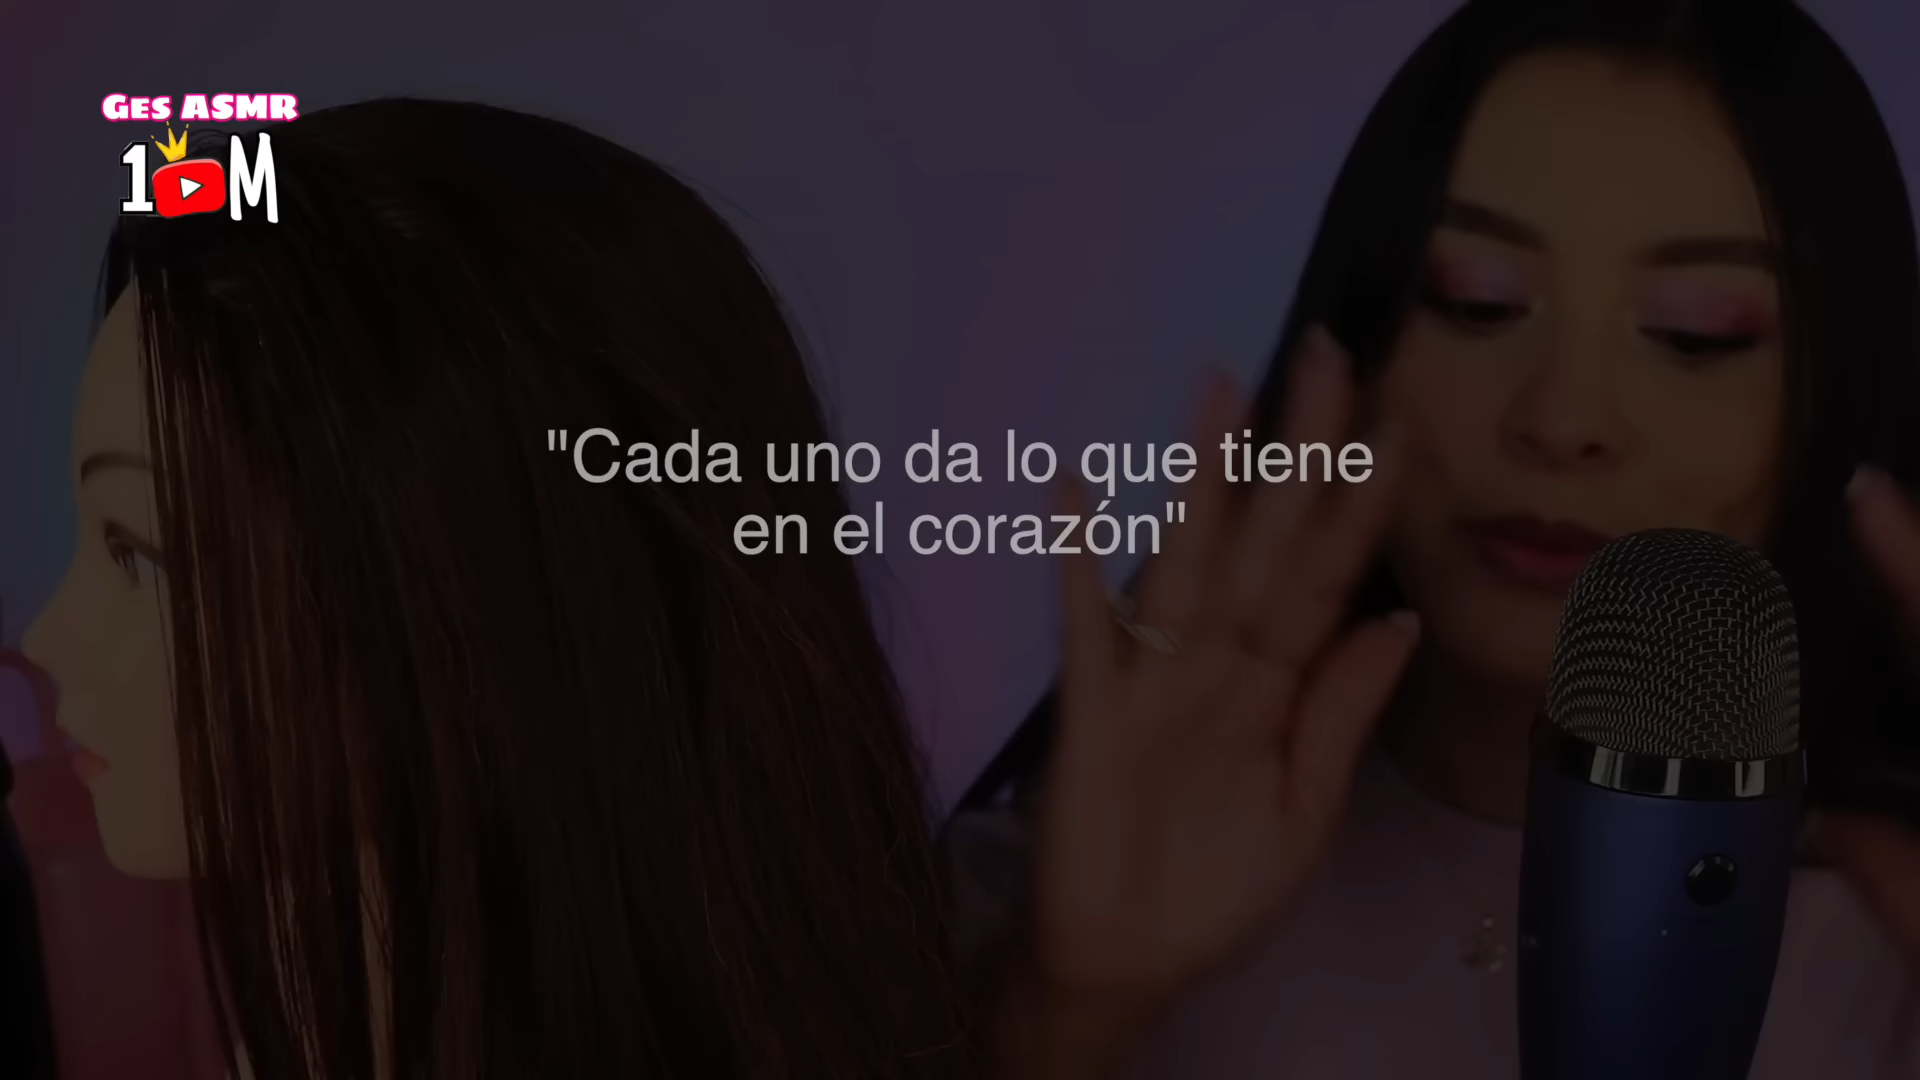 GES ASMR
10M
"Cada uno da lo que tiene
en el corazón"